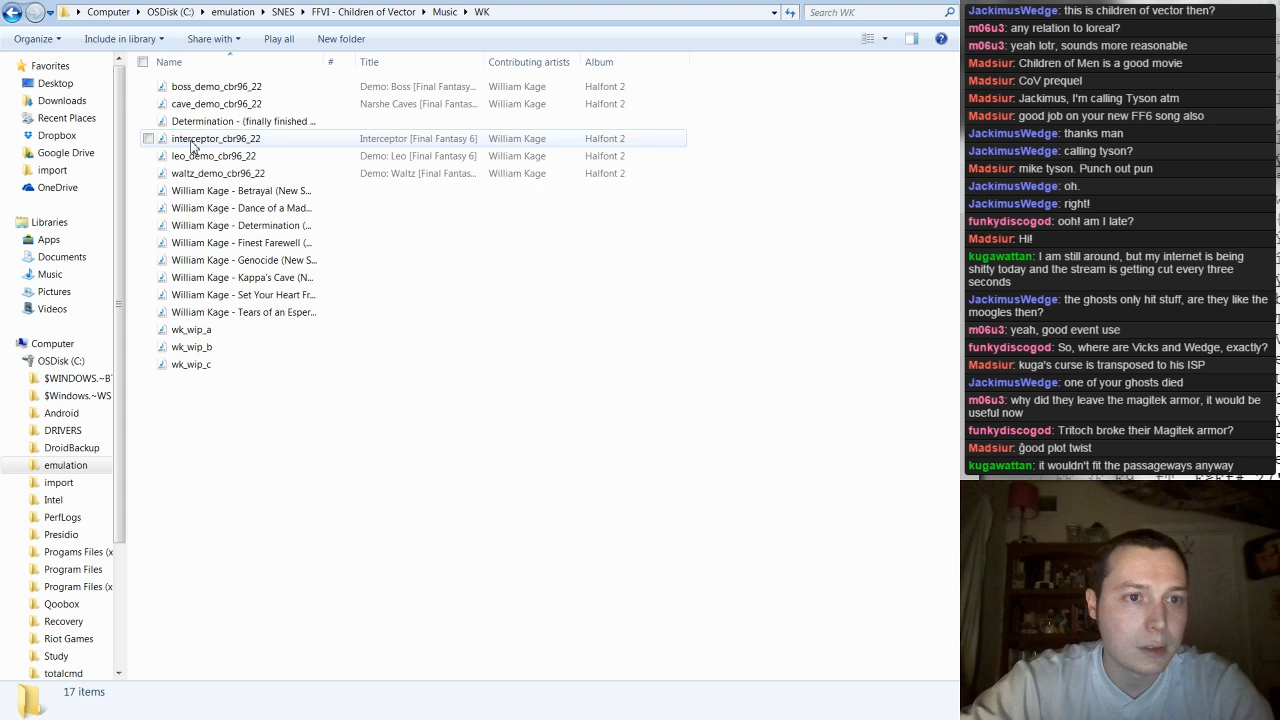 Computer ▸ OSDisk (C:) ▸ emulation ▸ SNES ▸ FFVI - Children of Vector ▸ Music ▸ WK
Search WK
Organize Include in library Share with Play all New folder
Favorites
Desktop
Downloads
Recent Places
Dropbox
Google Drive
import
OneDrive
Libraries
Apps
Documents
Music
Pictures
Videos
Computer
OSDisk (C:)
$WINDOWS.~BT
$Windows.~WS
Android
DRIVERS
DroidBackup
emulation
import
Intel
PerfLogs
Presidio
Progams Files (x
Program Files
Program Files (x
Qoobox
Recovery
Riot Games
Study
totalcmd
Name # Title Contributing artists Album
boss_demo_cbr96_22 Demo: Boss [Final Fantasy... William Kage Halfont 2
cave_demo_cbr96_22 Narshe Caves [Final Fantas... William Kage Halfont 2
Determination - (finally finished ...
interceptor_cbr96_22 Interceptor [Final Fantasy 6] William Kage Halfont 2
leo_demo_cbr96_22 Demo: Leo [Final Fantasy 6] William Kage Halfont 2
waltz_demo_cbr96_22 Demo: Waltz [Final Fantas... William Kage Halfont 2
William Kage - Betrayal (New S...
William Kage - Dance of a Mad...
William Kage - Determination (...
William Kage - Finest Farewell (...
William Kage - Genocide (New S...
William Kage - Kappa's Cave (N...
William Kage - Set Your Heart Fr...
William Kage - Tears of an Esper...
wk_wip_a
wk_wip_b
wk_wip_c
17 items
JackimusWedge: this is children of vector then?
m06u3: any relation to loreal?
m06u3: yeah lotr, sounds more reasonable
Madsiur: Children of Men is a good movie
Madsiur: CoV prequel
Madsiur: Jackimus, I'm calling Tyson atm
Madsiur: good job on your new FF6 song also
JackimusWedge: thanks man
JackimusWedge: calling tyson?
Madsiur: mike tyson. Punch out pun
JackimusWedge: oh.
JackimusWedge: right!
funkydiscogod: ooh! am I late?
Madsiur: Hi!
kugawattan: I am still around, but my internet is being
shitty today and the stream is getting cut every three
seconds
JackimusWedge: the ghosts only hit stuff, are they like the
moogles then?
m06u3: yeah, good event use
funkydiscogod: So, where are Vicks and Wedge, exactly?
Madsiur: kuga's curse is transposed to his ISP
JackimusWedge: one of your ghosts died
m06u3: why did they leave the magitek armor, it would be
useful now
funkydiscogod: Tritoch broke their Magitek armor?
Madsiur: good plot twist
kugawattan: it wouldn't fit the passageways anyway